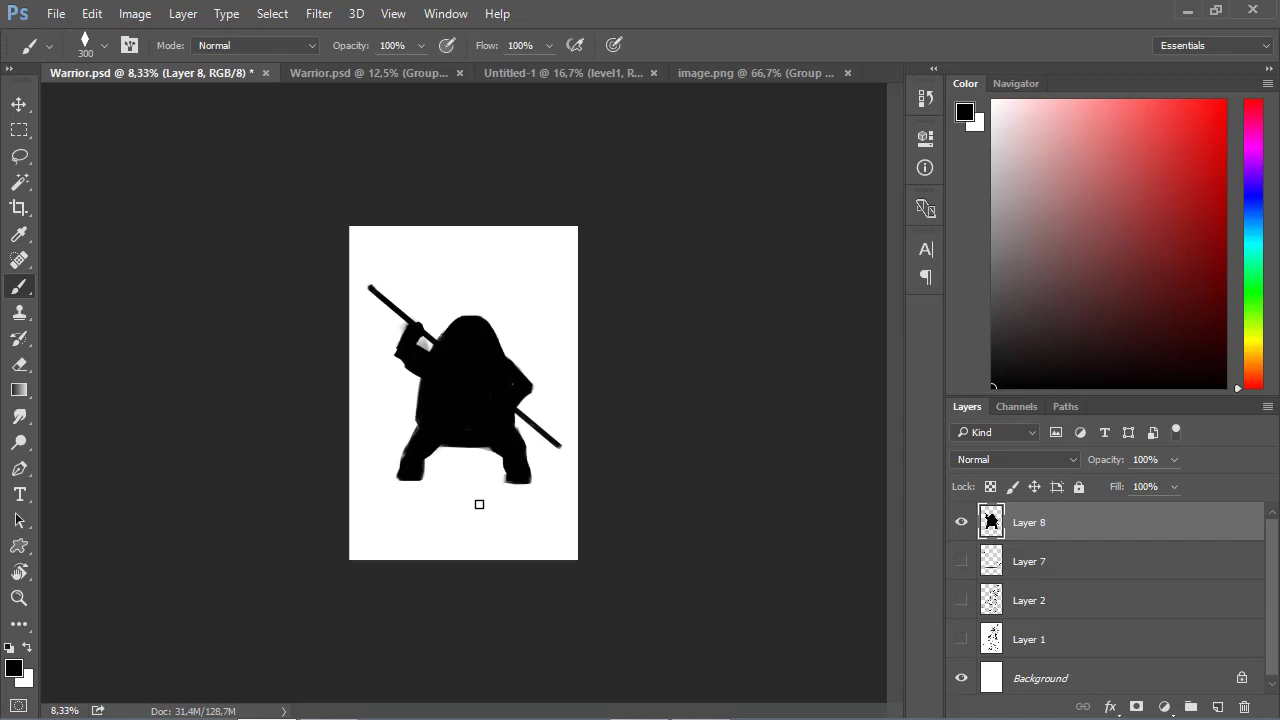 Ps File Edit Image Layer Type Select Filter 3D View Window Help
300 Mode: Normal Opacity: 100% Flow: 100% Essentials
Warrior.psd @ 8,33% (Layer 8, RGB/8) * Warrior.psd @ 12,5% (Group... Untitled-1 @ 16,7% (level1, R... image.png @ 66,7% (Group ...
Color Navigator
Layers Channels Paths
Kind
Normal Opacity: 100%
Lock: Fill: 100%
Layer 8
Layer 7
Layer 2
Layer 1
Background
8,33% Doc: 31,4M/128,7M